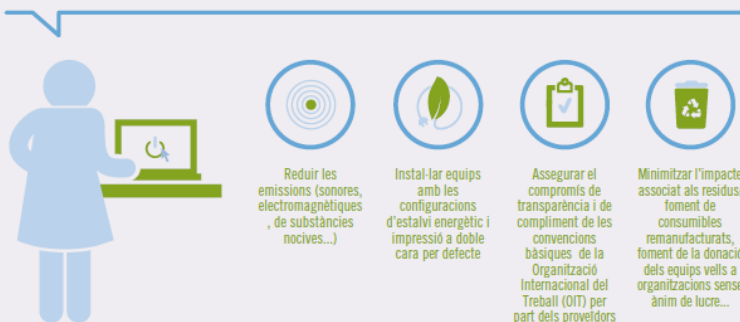 Reduir les
emissions (sonores,
electromagnètiques
, de substàncies
nocives...)
Instal·lar equips
amb les
configuracions
d'estalvi energètic i
impressió a doble
cara per defecte
Assegurar el
compromís de
transparència i de
compliment de les
convencions
bàsiques de la
Organització
Internacional del
Treball (OIT) per
part dels proveïdors
Minimitzar l'impacte
associat als residus:
foment de
consumibles
remanufacturats,
foment de la donació
dels equips vells a
organitzacions sense
ànim de lucre...